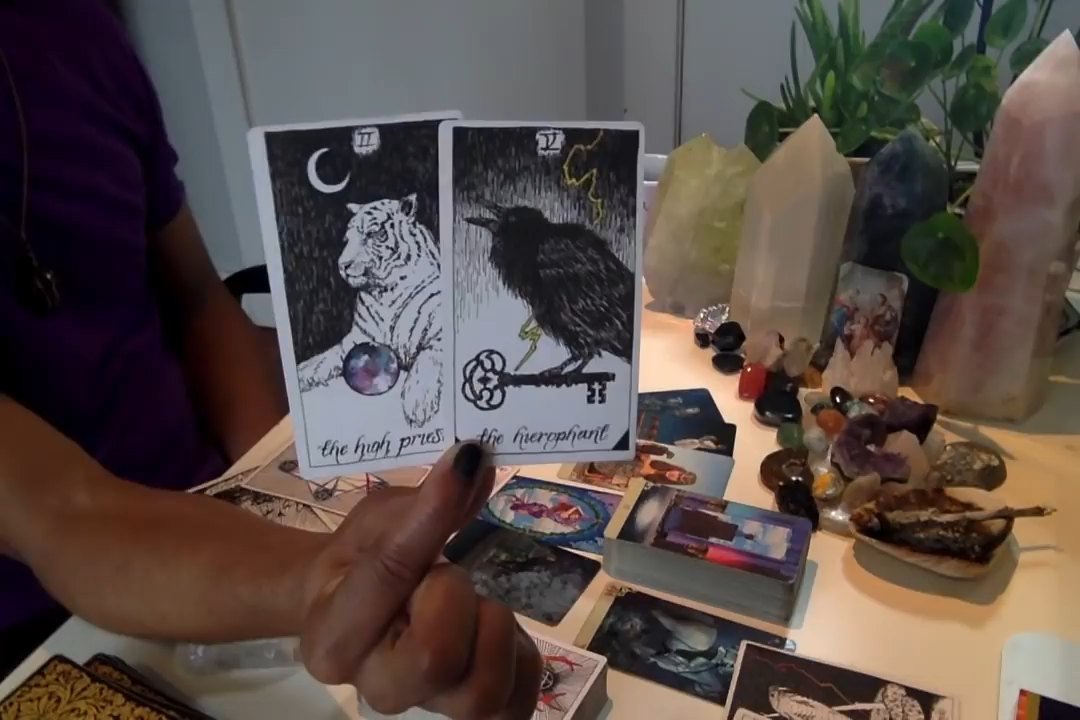 II
the high pries
V
the hierophant